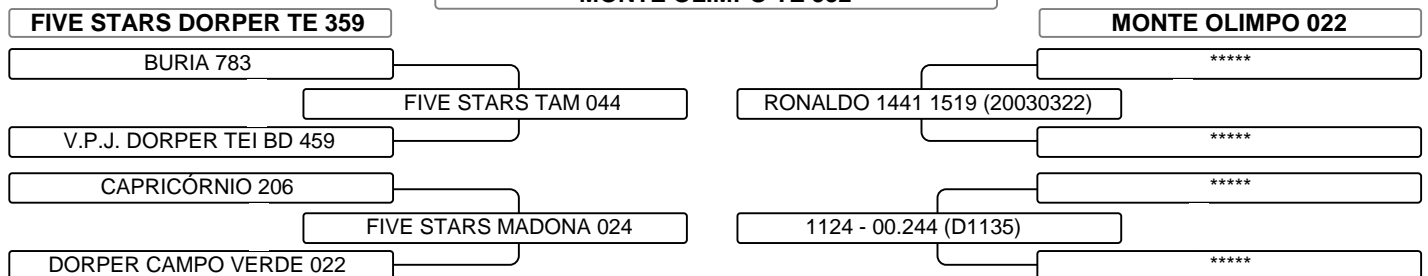 FIVE STARS DORPER TE 359
MONTE OLIMPO 022
BURIA 783
*****
FIVE STARS TAM 044
RONALDO 1441 1519 (20030322)
V.P.J. DORPER TEI BD 459
*****
CAPRICÓRNIO 206
*****
FIVE STARS MADONA 024
1124 - 00.244 (D1135)
DORPER CAMPO VERDE 022
*****